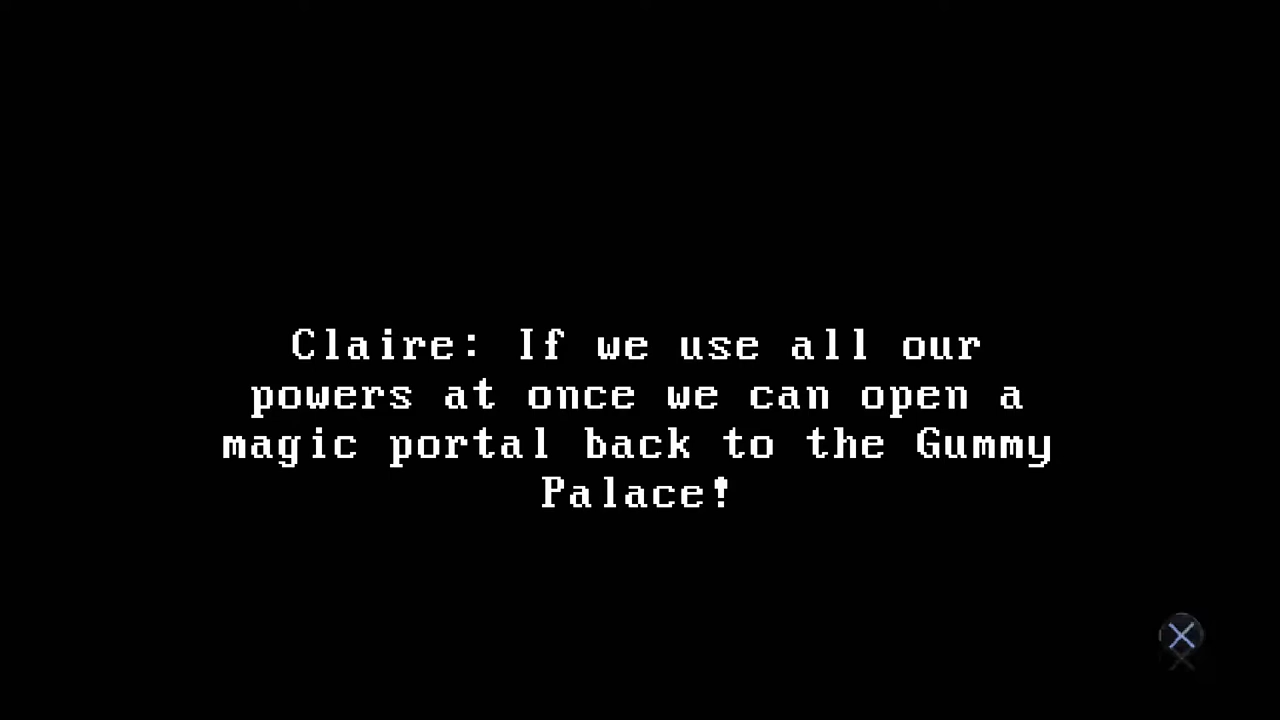 Claire: If we use all our
powers at once we can open a
magic portal back to the Gummy
Palace!